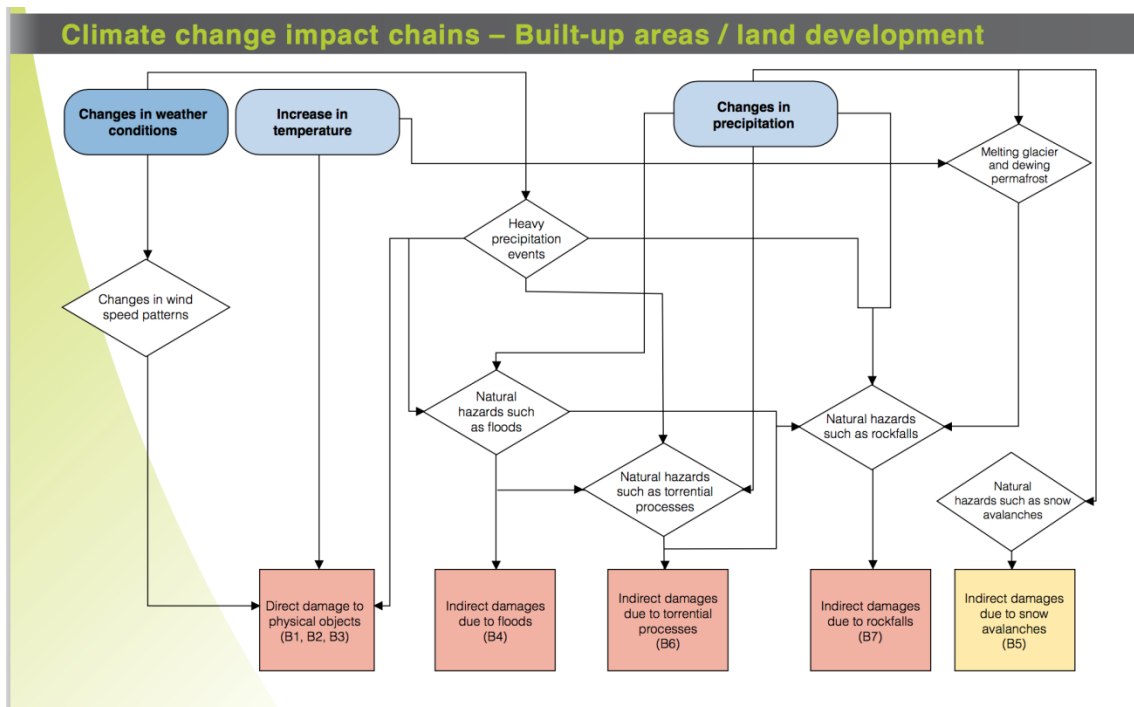 Climate change impact chains – Built-up areas / land development
Changes in weather
conditions
Increase in
temperature
Changes in
precipitation
Melting glacier
and dewing
permafrost
Heavy
precipitation
events
Changes in wind
speed patterns
Natural
hazards such
as floods
Natural hazards
such as rockfalls
Natural hazards
such as torrential
processes
Natural
hazards such as snow
avalanches
Direct damage to
physical objects
(B1, B2, B3)
Indirect damages
due to floods
(B4)
Indirect damages
due to torrential
processes
(B6)
Indirect damages
due to rockfalls
(B7)
Indirect damages
due to snow
avalanches
(B5)